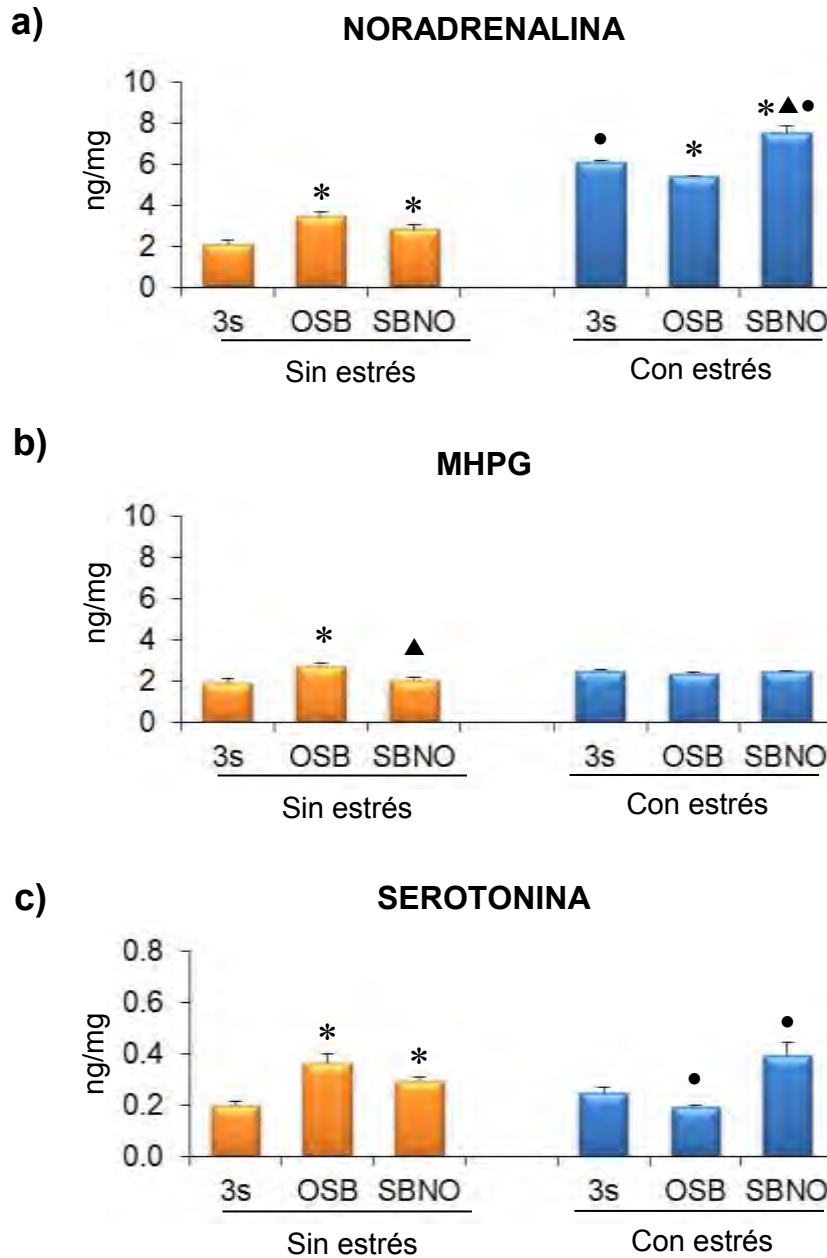 a)
NORADRENALINA
10
8
6
4
2
0
ng/mg
* * • * *▲•
3s OSB SBNO 3s OSB SBNO
Sin estrés Con estrés
b)
MHPG
10
8
6
4
2
0
ng/mg
* ▲
3s OSB SBNO 3s OSB SBNO
Sin estrés Con estrés
c)
SEROTONINA
0.8
0.6
0.4
0.2
0.0
ng/mg
* * • •
3s OSB SBNO 3s OSB SBNO
Sin estrés Con estrés